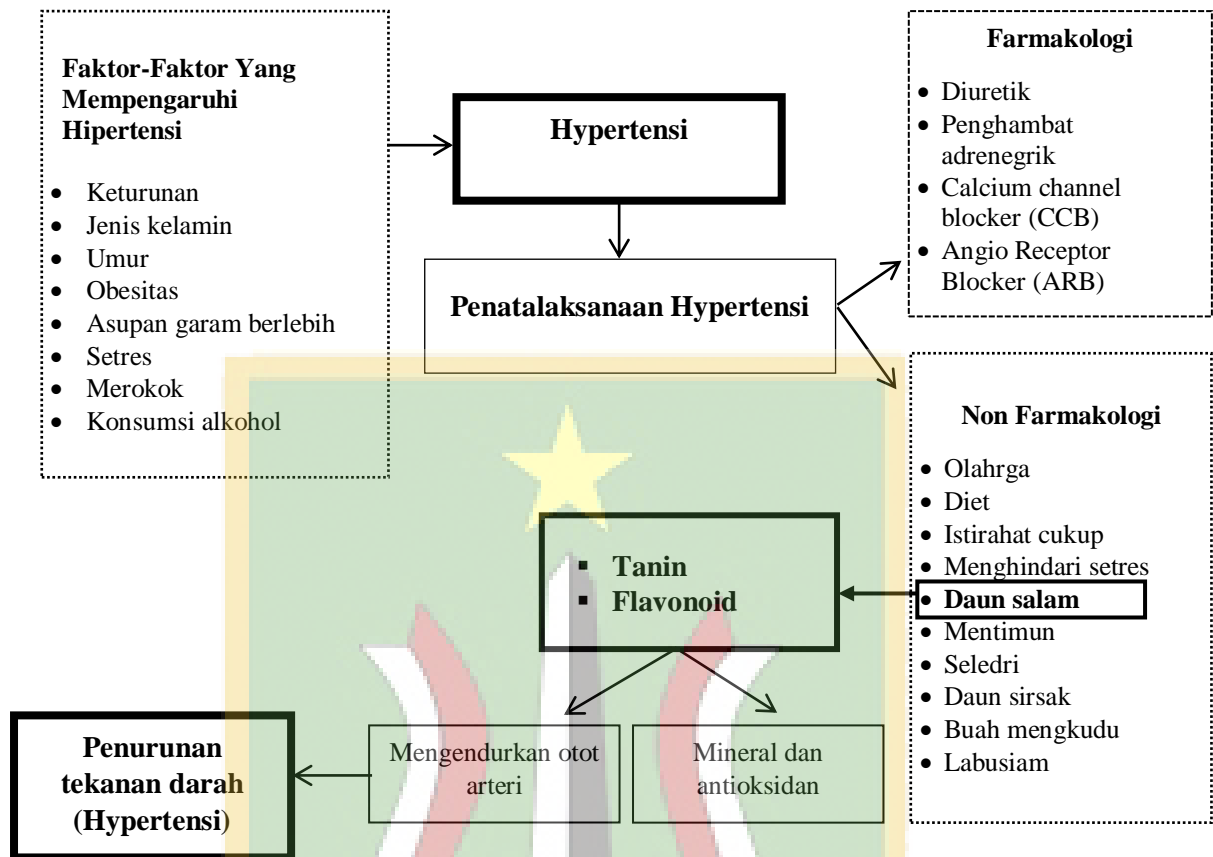 Faktor-Faktor Yang
Mempengaruhi
Hipertensi
• Keturunan
• Jenis kelamin
• Umur
• Obesitas
• Asupan garam berlebih
• Setres
• Merokok
• Konsumsi alkohol
Hypertensi
Penatalaksanaan Hypertensi
Farmakologi
• Diuretik
• Penghambat
adrenegrik
• Calcium channel
blocker (CCB)
• Angio Receptor
Blocker (ARB)
Non Farmakologi
• Olahrga
• Diet
• Istirahat cukup
• Menghindari setres
• Daun salam
• Mentimun
• Seledri
• Daun sirsak
• Buah mengkudu
• Labusiam
▪ Tanin
▪ Flavonoid
Mengendurkan otot
arteri
Mineral dan
antioksidan
Penurunan
tekanan darah
(Hypertensi)